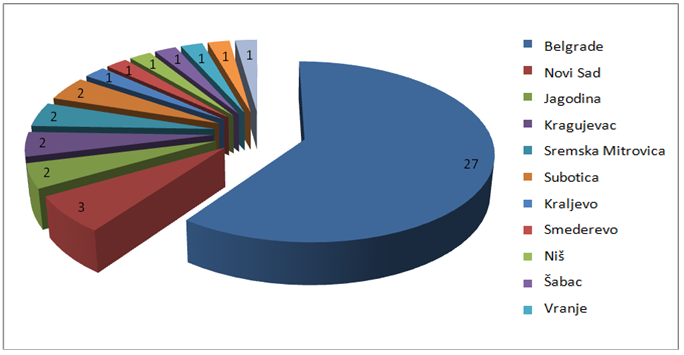 27
3
2
2
2
2
1
1
1
1
1
1
1
Belgrade
Novi Sad
Jagodina
Kragujevac
Sremska Mitrovica
Subotica
Kraljevo
Smederevo
Niš
Šabac
Vranje